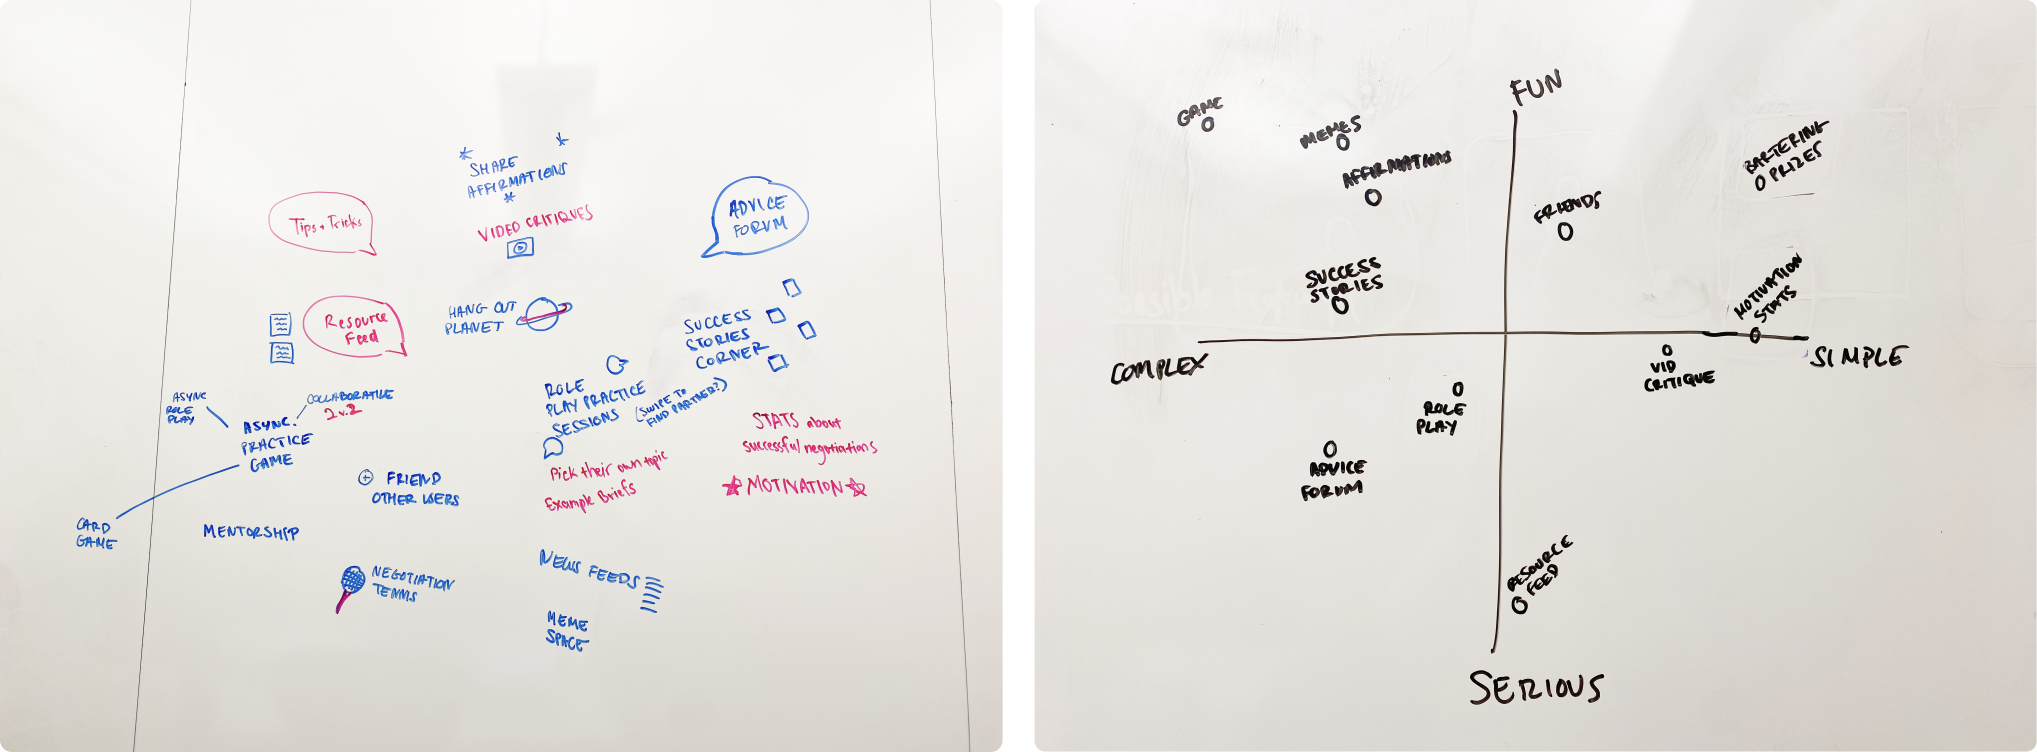 * SHARE *
AFFIRMATIONS
*
VIDEO CRITIQUES
Tips + Tricks
ADVICE
FORUM
Resource
Feed
HANG OUT
PLANET
SUCCESS
STORIES
CORNER
ASYNC
ROLE
PLAY
COLLABORATIVE
2 v. 2
ASYNC.
PRACTICE
GAME
ROLE
PLAY PRACTICE
SESSIONS
(SWIPE TO
FIND PARTNER?)
Pick their own topic
Example Briefs
STATS about
successful negotiations
MOTIVATION
+ FRIEND
OTHER USERS
CARD
GAME
MENTORSHIP
NEGOTIATION
TENNIS
NEWS FEEDS
MEME
SPACE
FUN
GAME
MEMES
AFFIRMATIONS
BARTERING
PRIZES
FRIENDS
SUCCESS
STORIES
MOTIVATION
STATS
COMPLEX
SIMPLE
VID
CRITIQUE
ROLE
PLAY
ADVICE
FORUM
RESOURCE
FEED
SERIOUS